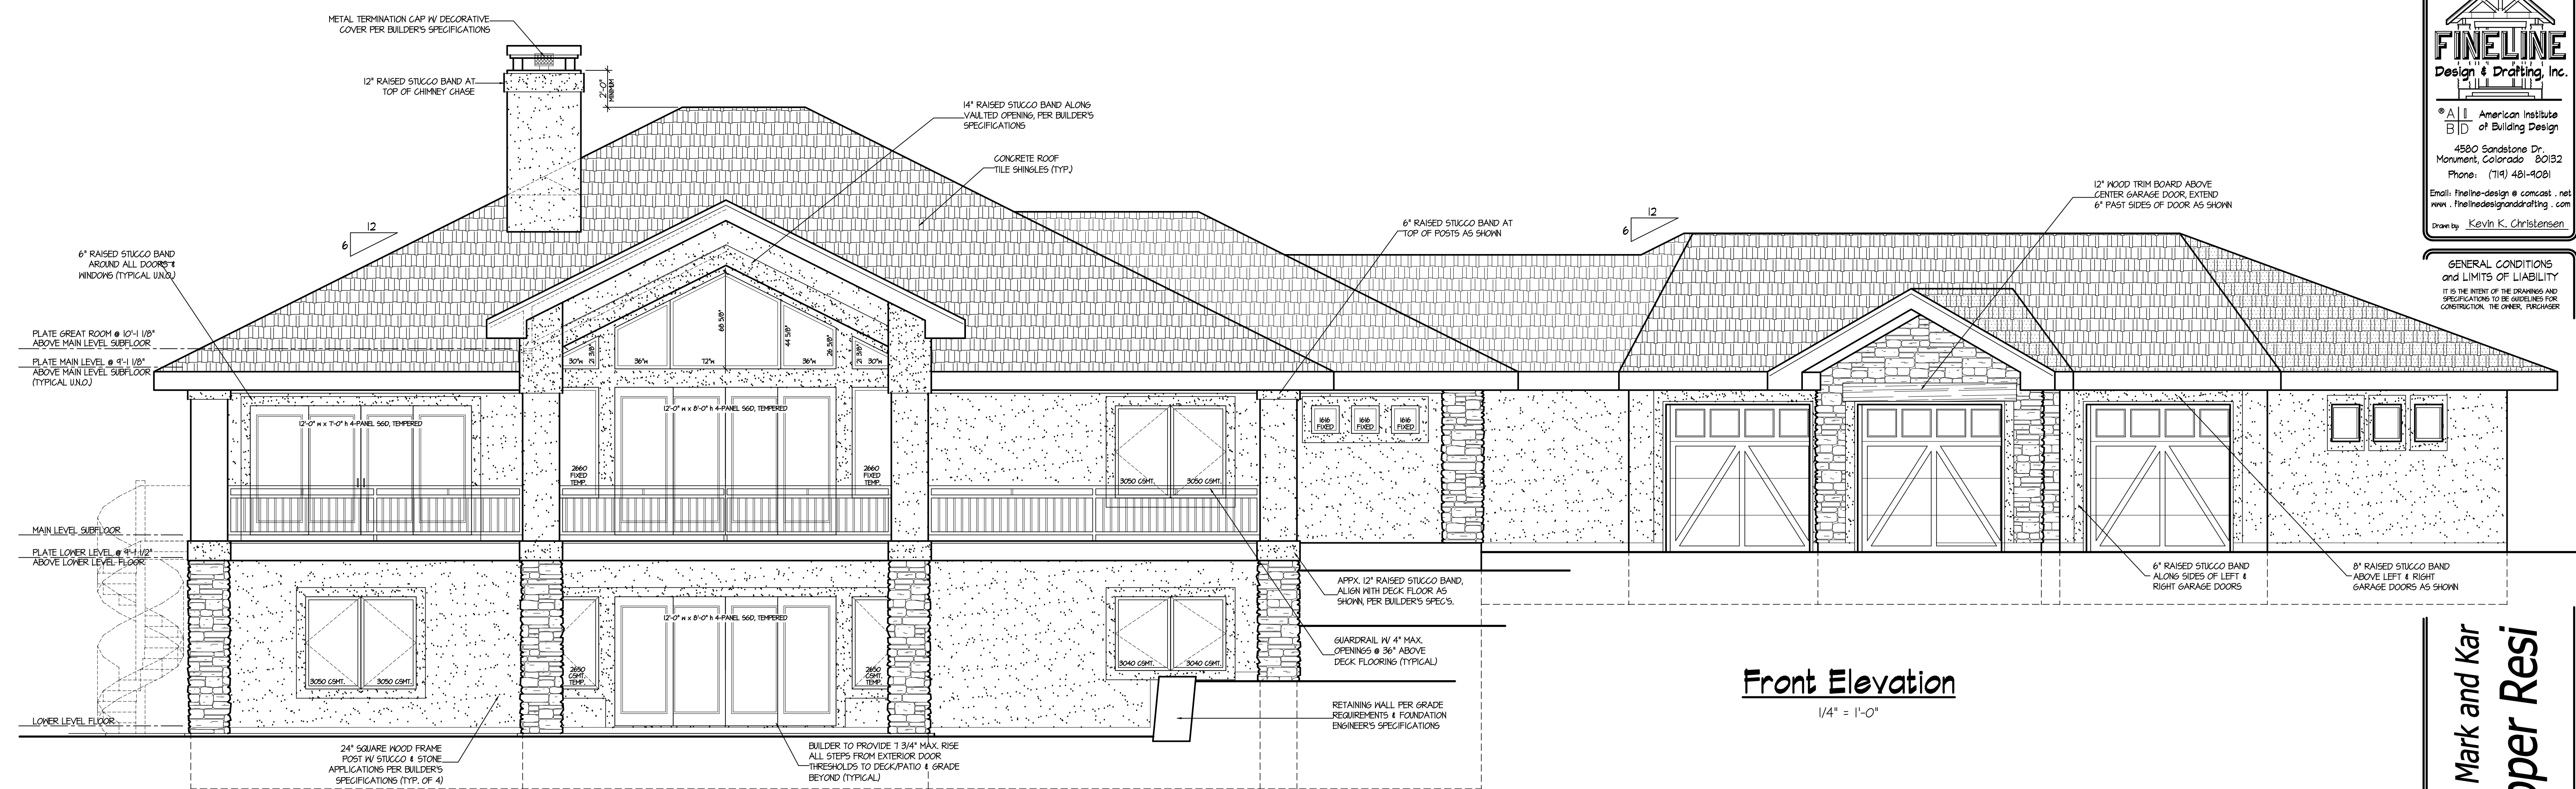 METAL TERMINATION CAP W/ DECORATIVE
COVER PER BUILDER'S SPECIFICATIONS
12" RAISED STUCCO BAND AT
TOP OF CHIMNEY CHASE
2'-0"
MINIMUM
14" RAISED STUCCO BAND ALONG
VAULTED OPENING, PER BUILDER'S
SPECIFICATIONS
CONCRETE ROOF
TILE SHINGLES (TYP.)
12
6
6" RAISED STUCCO BAND
AROUND ALL DOORS &
WINDOWS (TYPICAL U.N.O.)
PLATE GREAT ROOM @ 10'-1 1/8"
ABOVE MAIN LEVEL SUBFLOOR
PLATE MAIN LEVEL @ 9'-1 1/8"
ABOVE MAIN LEVEL SUBFLOOR
(TYPICAL U.N.O.)
MAIN LEVEL SUBFLOOR
PLATE LOWER LEVEL @ 9'-1 1/2"
ABOVE LOWER LEVEL FLOOR
LOWER LEVEL FLOOR
12'-0" w x 7'-0" h 4-PANEL SGD, TEMPERED
30"w
21 3/8"
36"w
72"w
88 5/8"
44 5/8"
36"w
26 5/8"
21 3/8"
30"w
12'-0" w x 8'-0" h 4-PANEL SGD, TEMPERED
2660
FIXED
TEMP.
2660
FIXED
TEMP.
3050 CSMT.
3050 CSMT.
1616
FIXED
1616
FIXED
1616
FIXED
6" RAISED STUCCO BAND AT
TOP OF POSTS AS SHOWN
12
6
12" WOOD TRIM BOARD ABOVE
CENTER GARAGE DOOR, EXTEND
6" PAST SIDES OF DOOR AS SHOWN
3050 CSMT.
3050 CSMT.
2650
CSMT.
TEMP.
12'-0" w x 8'-0" h 4-PANEL SGD, TEMPERED
2650
CSMT.
TEMP.
3040 CSMT.
3040 CSMT.
APPX. 12" RAISED STUCCO BAND,
ALIGN WITH DECK FLOOR AS
SHOWN, PER BUILDER'S SPEC'S.
GUARDRAIL W/ 4" MAX.
OPENINGS @ 36" ABOVE
DECK FLOORING (TYPICAL)
RETAINING WALL PER GRADE
REQUIREMENTS & FOUNDATION
ENGINEER'S SPECIFICATIONS
24" SQUARE WOOD FRAME
POST W/ STUCCO & STONE
APPLICATIONS PER BUILDER'S
SPECIFICATIONS (TYP. OF 4)
BUILDER TO PROVIDE 7 3/4" MAX. RISE
ALL STEPS FROM EXTERIOR DOOR
THRESHOLDS TO DECK/PATIO & GRADE
BEYOND (TYPICAL)
6" RAISED STUCCO BAND
ALONG SIDES OF LEFT &
RIGHT GARAGE DOORS
8" RAISED STUCCO BAND
ABOVE LEFT & RIGHT
GARAGE DOORS AS SHOWN
Front Elevation
1/4" = 1'-0"
FINELINE
Design & Drafting, Inc.
® A I
B D
American Institute
of Building Design
4580 Sandstone Dr.
Monument, Colorado 80132
Phone: (719) 481-9081
Email: fineline-design @ comcast . net
www . finelinedesignanddrafting . com
Drawn by: Kevin K. Christensen
GENERAL CONDITIONS
and LIMITS OF LIABILITY
IT IS THE INTENT OF THE DRAWINGS AND
SPECIFICATIONS TO BE GUIDELINES FOR
CONSTRUCTION. THE OWNER, PURCHASER
Mark and Kar
pper Resi